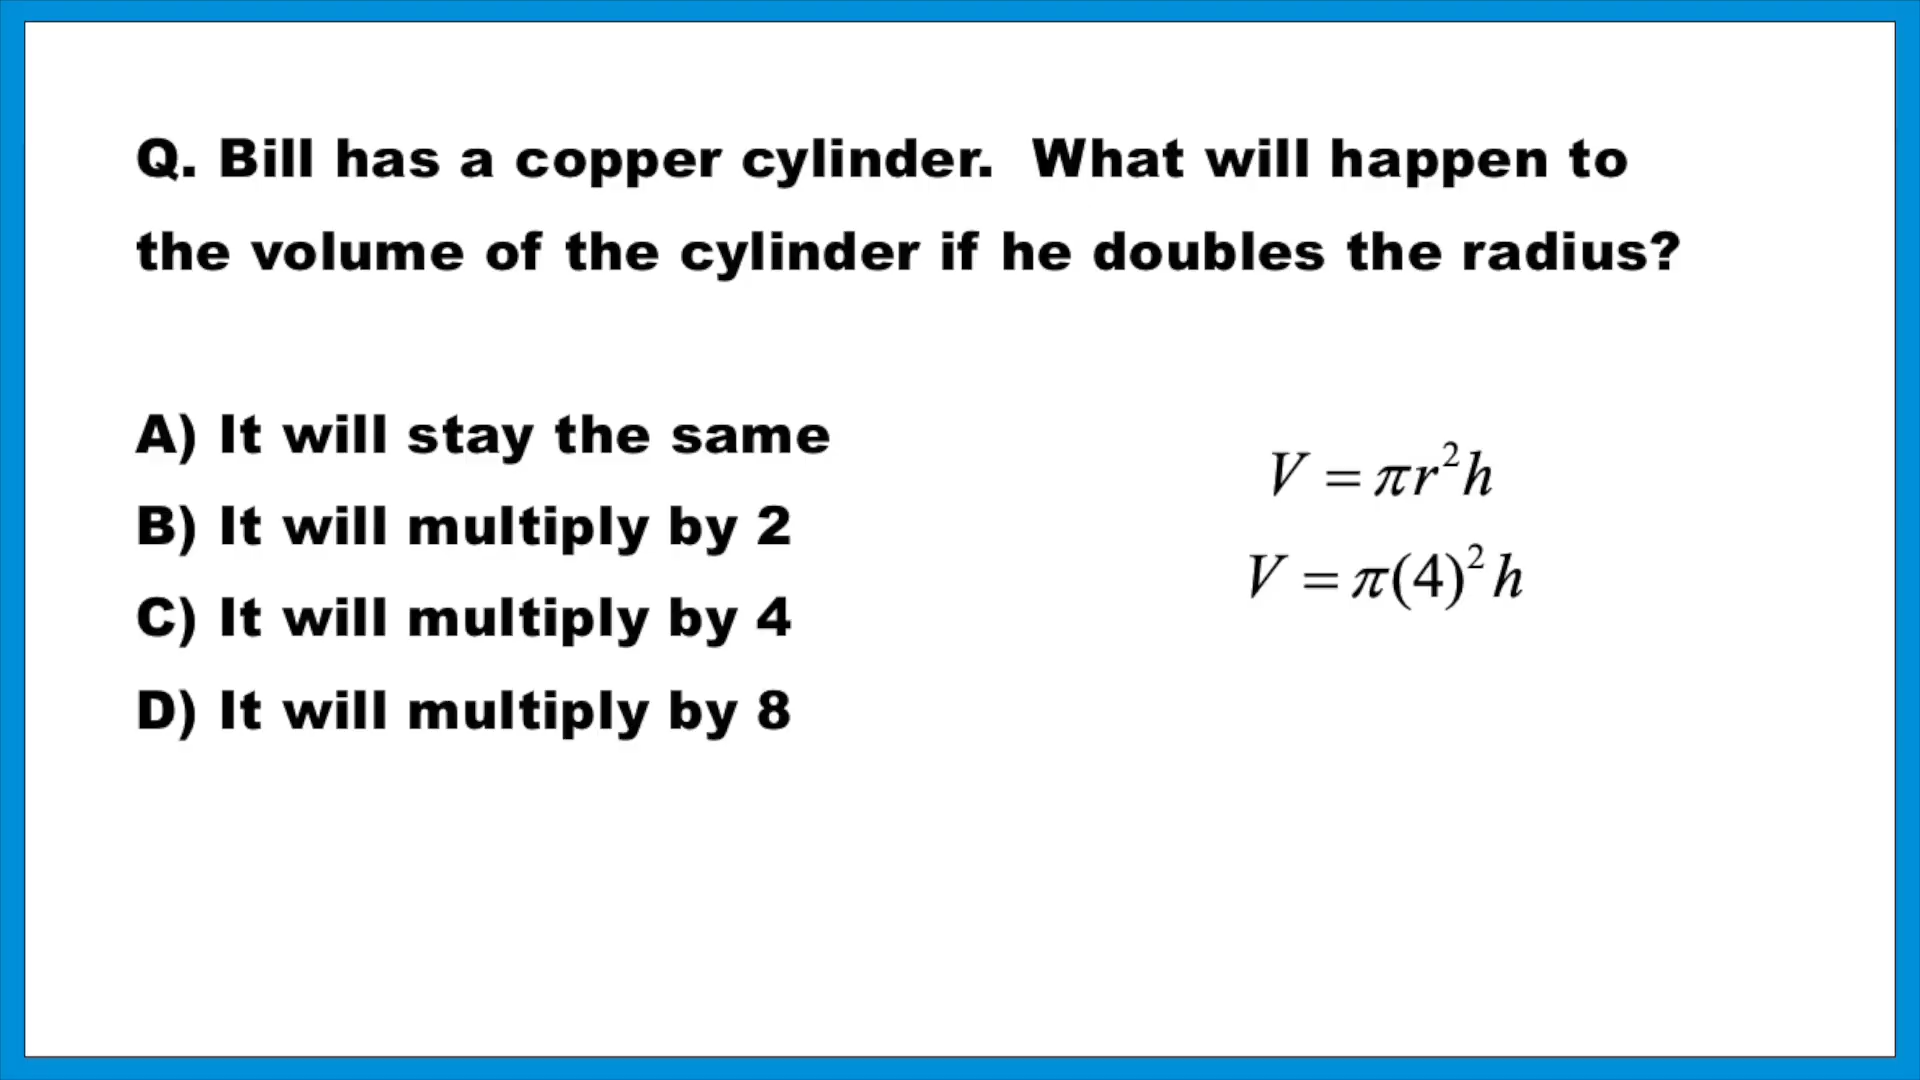 Q. Bill has a copper cylinder.  What will happen to
the volume of the cylinder if he doubles the radius?
A) It will stay the same
B) It will multiply by 2
C) It will multiply by 4
D) It will multiply by 8
V = πr²h
V = π(4)²h